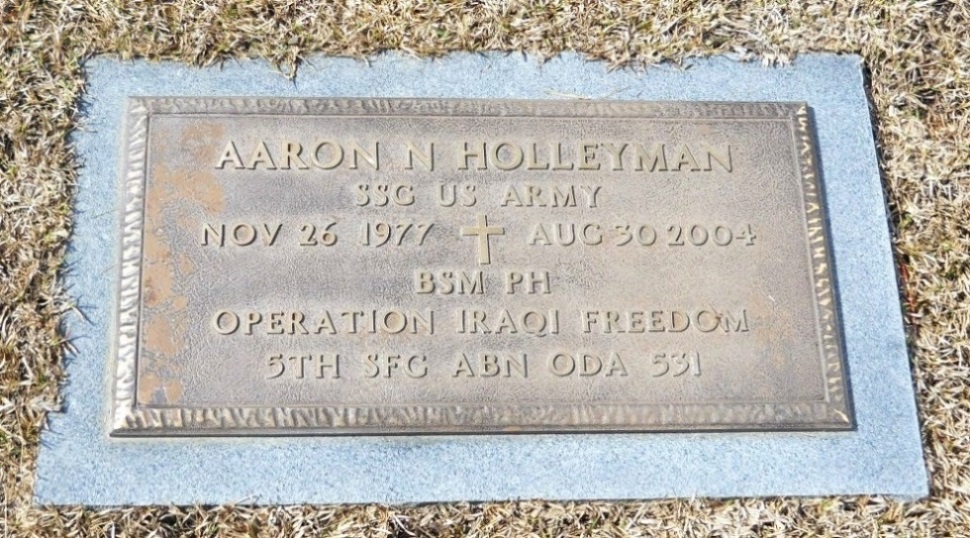 AARON N HOLLEYMAN
SSG US ARMY
NOV 26 1977 AUG 30 2004
BSM PH
OPERATION IRAQI FREEDOM
5TH SFG ABN ODA 531